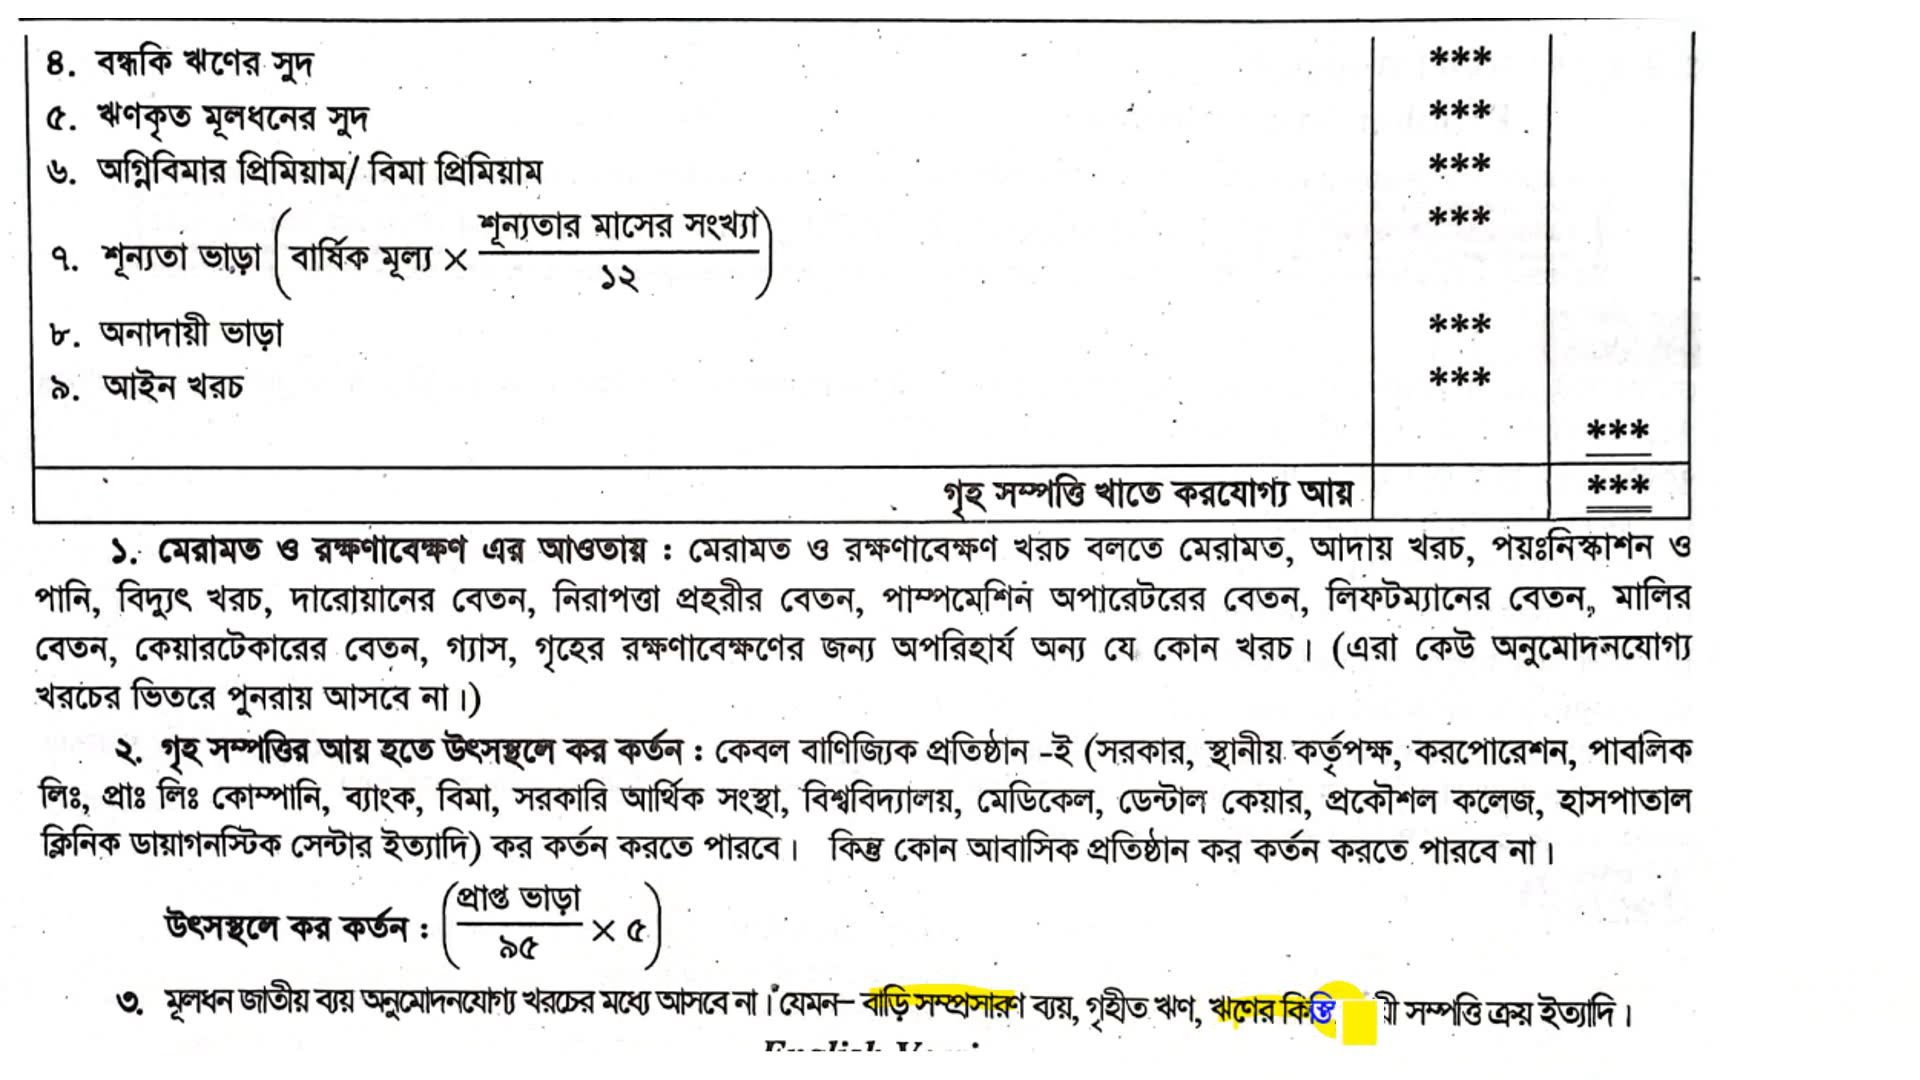 ৪. বন্ধকি ঋণের সুদ ***
৫. ঋণকৃত মূলধনের সুদ ***
৬. অগ্নিবিমার প্রিমিয়াম/ বিমা প্রিমিয়াম ***
৭. শূন্যতা ভাড়া (বার্ষিক মূল্য × শূন্যতার মাসের সংখ্যা / ১২) ***
৮. অনাদায়ী ভাড়া ***
৯. আইন খরচ ***
***
গৃহ সম্পত্তি খাতে করযোগ্য আয় ***
১. মেরামত ও রক্ষণাবেক্ষণ এর আওতায় : মেরামত ও রক্ষণাবেক্ষণ খরচ বলতে মেরামত, আদায় খরচ, পয়ঃনিস্কাশন ও
পানি, বিদ্যুৎ খরচ, দারোয়ানের বেতন, নিরাপত্তা প্রহরীর বেতন, পাম্পমেশিন অপারেটরের বেতন, লিফটম্যানের বেতন, মালির
বেতন, কেয়ারটেকারের বেতন, গ্যাস, গৃহের রক্ষণাবেক্ষণের জন্য অপরিহার্য অন্য যে কোন খরচ। (এরা কেউ অনুমোদনযোগ্য
খরচের ভিতরে পুনরায় আসবে না।)
২. গৃহ সম্পত্তির আয় হতে উৎসস্থলে কর কর্তন : কেবল বাণিজ্যিক প্রতিষ্ঠান -ই (সরকার, স্থানীয় কর্তৃপক্ষ, করপোরেশন, পাবলিক
লিঃ, প্রাঃ লিঃ কোম্পানি, ব্যাংক, বিমা, সরকারি আর্থিক সংস্থা, বিশ্ববিদ্যালয়, মেডিকেল, ডেন্টাল কেয়ার, প্রকৌশল কলেজ, হাসপাতাল
ক্লিনিক ডায়াগনস্টিক সেন্টার ইত্যাদি) কর কর্তন করতে পারবে। কিন্তু কোন আবাসিক প্রতিষ্ঠান কর কর্তন করতে পারবে না।
উৎসস্থলে কর কর্তন : (প্রাপ্ত ভাড়া / ৯৫ × ৫)
৩. মূলধন জাতীয় ব্যয় অনুমোদনযোগ্য খরচের মধ্যে আসবে না। যেমন– বাড়ি সম্প্রসারণ ব্যয়, গৃহীত ঋণ, ঋণের কিস্তি সম্পত্তি ক্রয় ইত্যাদি।